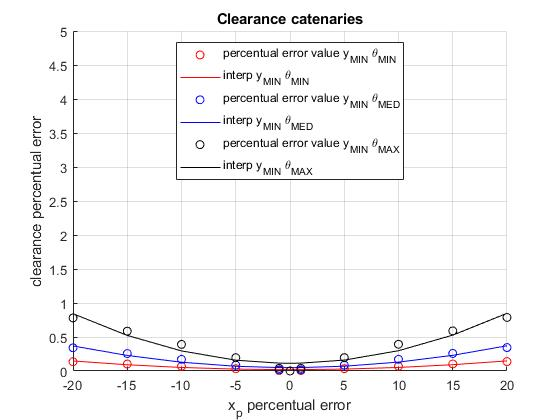 Clearance catenaries
5
4.5
4
3.5
3
2.5
2
1.5
1
0.5
0
clearance percentual error
percentual error value y_MIN θ_MIN
interp y_MIN θ_MIN
percentual error value y_MIN θ_MED
interp y_MIN θ_MED
percentual error value y_MIN θ_MAX
interp y_MIN θ_MAX
-20 -15 -10 -5 0 5 10 15 20
x_p percentual error